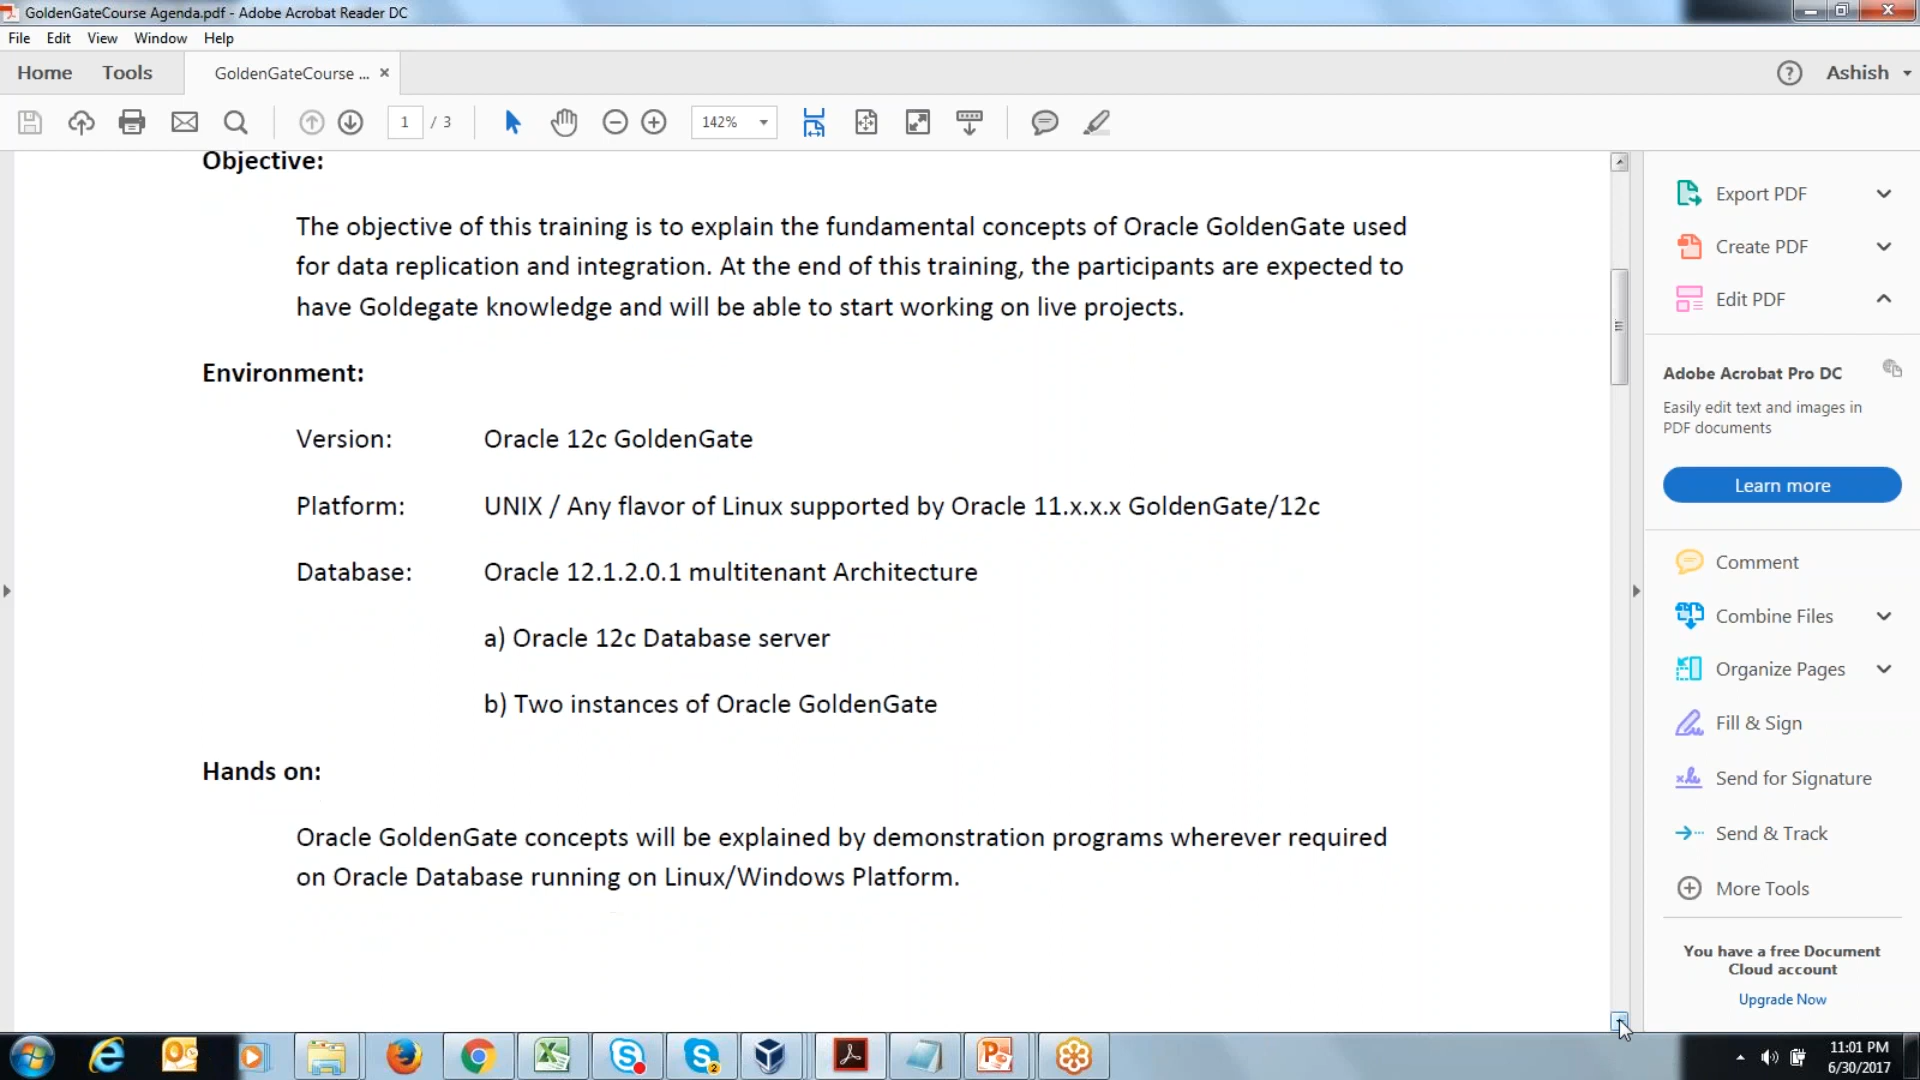 GoldenGateCourse Agenda.pdf - Adobe Acrobat Reader DC
File Edit View Window Help
Home Tools GoldenGateCourse ... × Ashish
1 / 3 142%
Objective:
The objective of this training is to explain the fundamental concepts of Oracle GoldenGate used
for data replication and integration. At the end of this training, the participants are expected to
have Goldegate knowledge and will be able to start working on live projects.
Environment:
Version: Oracle 12c GoldenGate
Platform: UNIX / Any flavor of Linux supported by Oracle 11.x.x.x GoldenGate/12c
Database: Oracle 12.1.2.0.1 multitenant Architecture
a) Oracle 12c Database server
b) Two instances of Oracle GoldenGate
Hands on:
Oracle GoldenGate concepts will be explained by demonstration programs wherever required
on Oracle Database running on Linux/Windows Platform.
Export PDF
Create PDF
Edit PDF
Adobe Acrobat Pro DC
Easily edit text and images in
PDF documents
Learn more
Comment
Combine Files
Organize Pages
Fill & Sign
Send for Signature
Send & Track
More Tools
You have a free Document
Cloud account
Upgrade Now
11:01 PM
6/30/2017